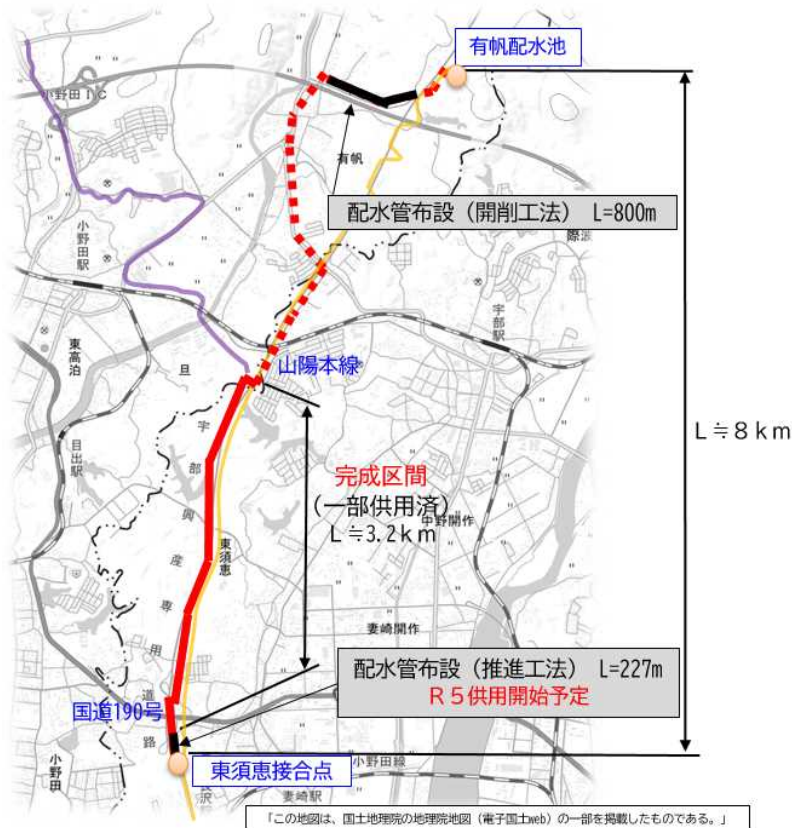 有帆配水池
小野田IC
有帆
配水管布設(開削工法) L=800m
小野田駅
際波
宇部駅
東高泊
旦
山陽本線
L≒8km
目出駅
宇部興産専用道路
完成区間
(一部供用済)
L≒3.2km
中野開作
東須恵
妻崎開作
配水管布設(推進工法) L=227m
R5供用開始予定
国道190号
小野田
東須恵接合点
小野田線
長沢
妻崎駅
「この地図は、国土地理院の地理院地図(電子国土web)の一部を掲載したものである。」